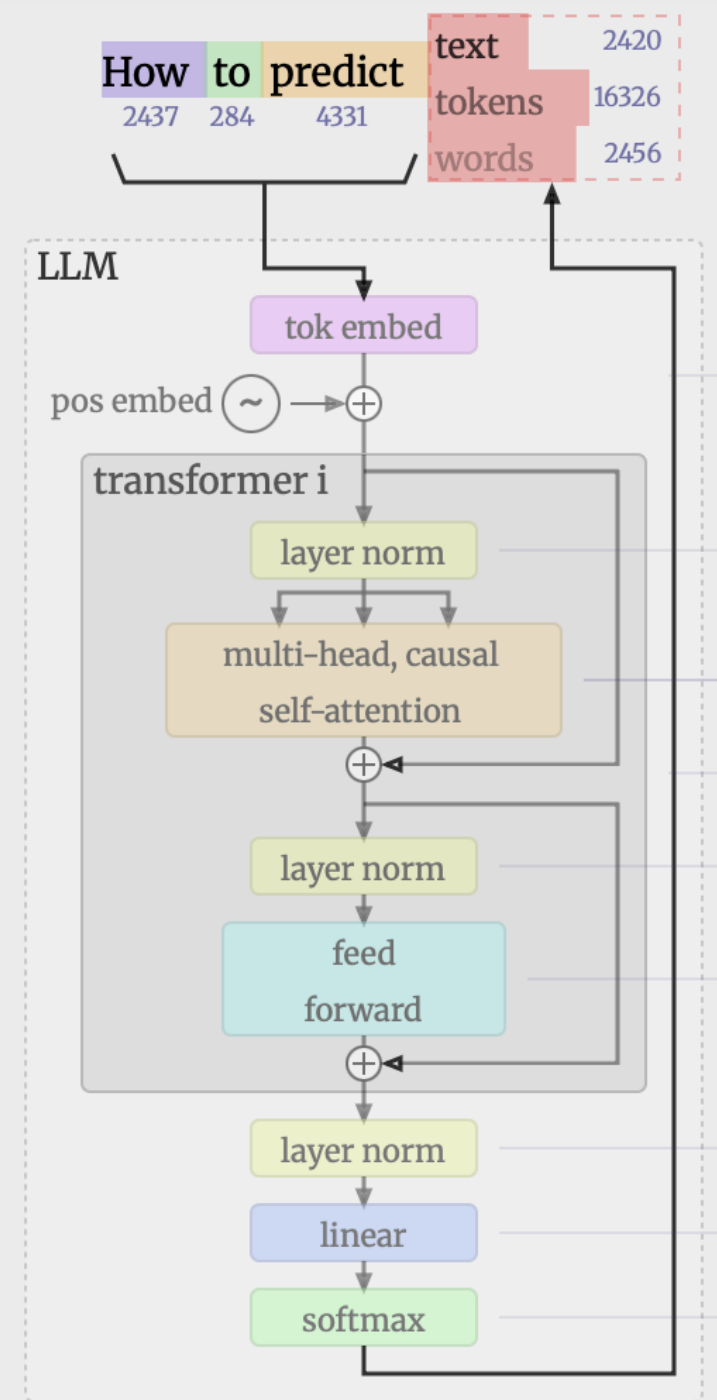 How to predict
2437 284 4331
text 2420
tokens 16326
words 2456
LLM
tok embed
pos embed ~
transformer i
layer norm
multi-head, causal
self-attention
layer norm
feed
forward
layer norm
linear
softmax